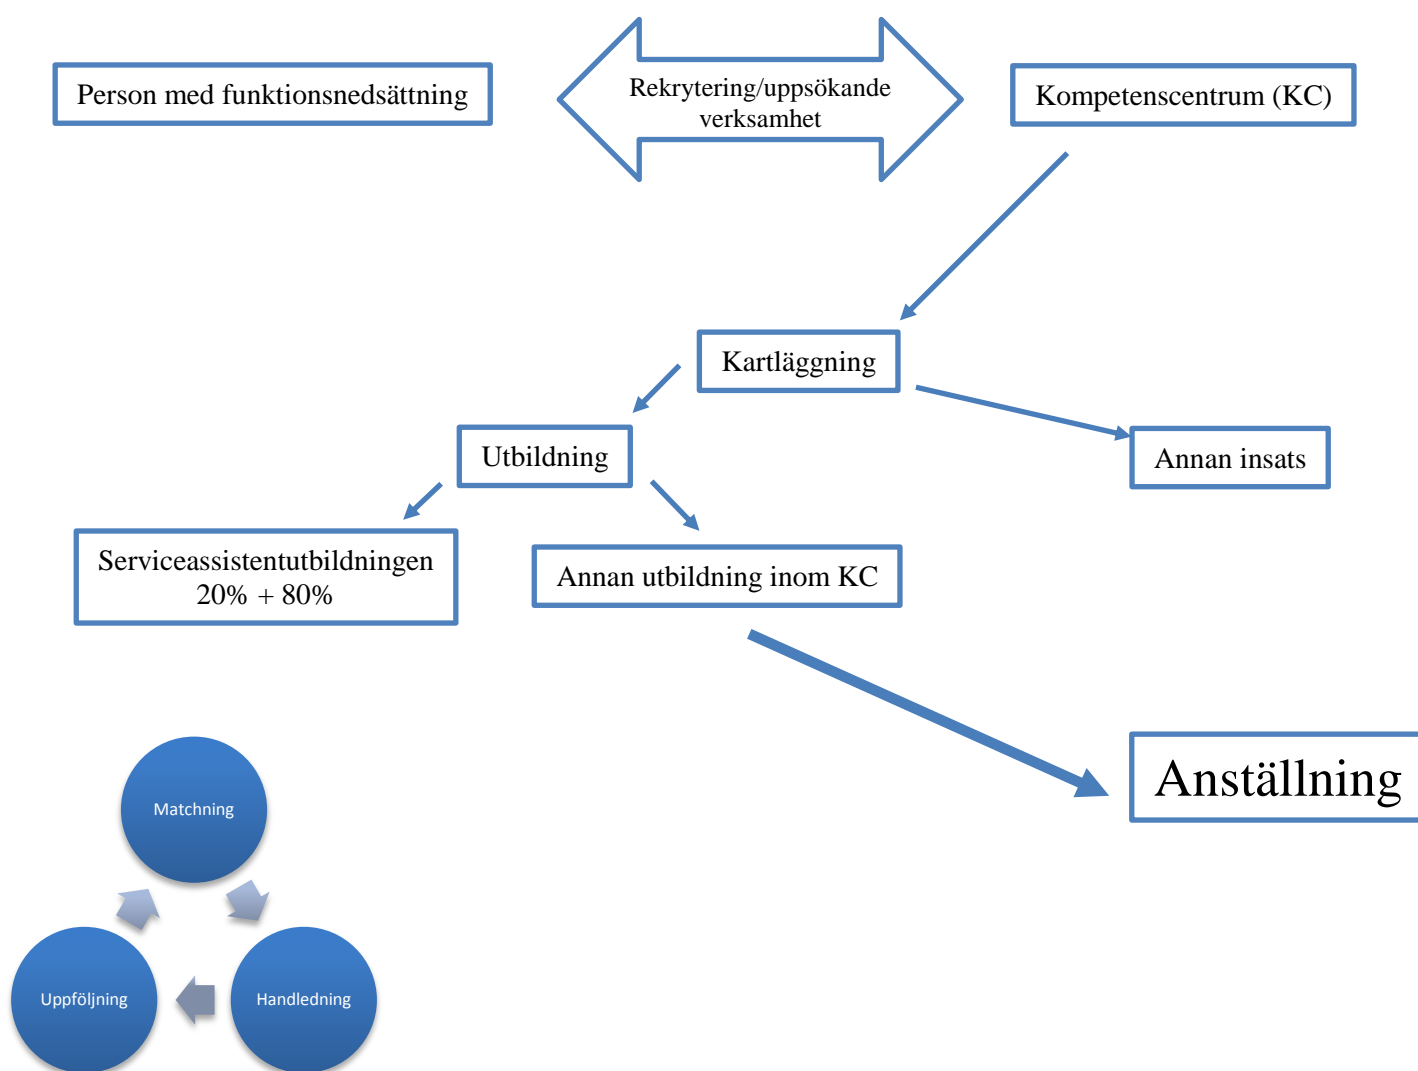 Person med funktionsnedsättning
Rekrytering/uppsökande
verksamhet
Kompetenscentrum (KC)
Kartläggning
Utbildning
Annan insats
Serviceassistentutbildningen
20% + 80%
Annan utbildning inom KC
Anställning
Matchning
Uppföljning
Handledning